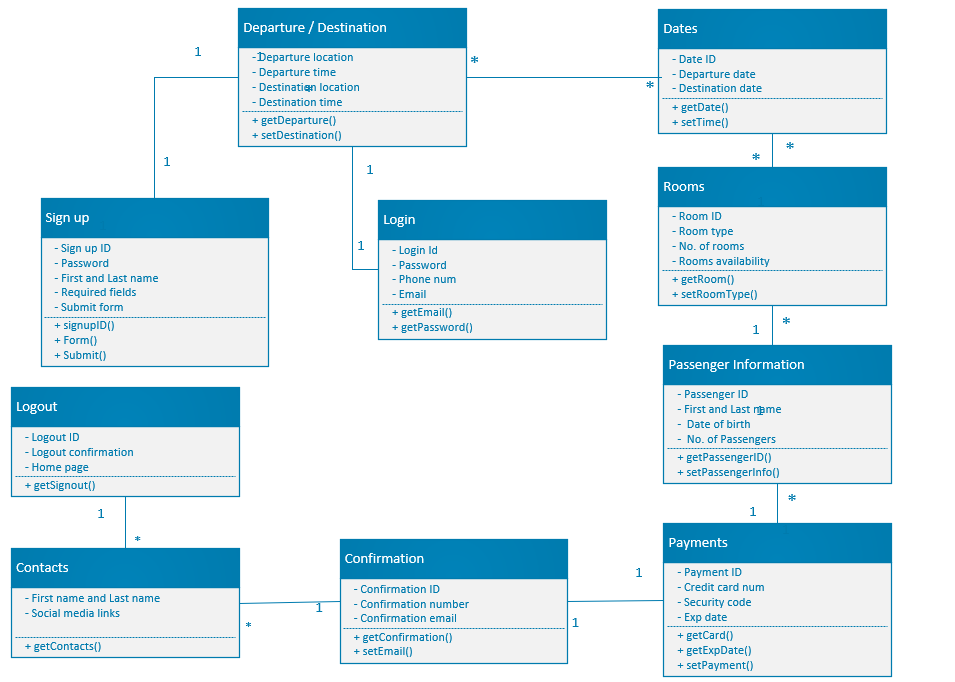 Departure / Destination
- Departure location
1
- Departure time
- Destination location
*
- Destination time
+ getDeparture()
+ setDestination()
1
*
*
Dates
- Date ID
- Departure date
- Destination date
+ getDate()
+ setTime()
*
*
1
1
1
Sign up
- Sign up ID
- Password
- First and Last name
- Required fields
- Submit form
+ signupID()
+ Form()
+ Submit()
Login
- Login Id
- Password
- Phone num
- Email
+ getEmail()
+ getPassword()
Rooms
- Room ID
- Room type
- No. of rooms
- Rooms availability
+ getRoom()
+ setRoomType()
1
*
Passenger Information
- Passenger ID
- First and Last name
1
- Date of birth
- No. of Passengers
+ getPassengerID()
+ setPassengerInfo()
1
*
Logout
- Logout ID
- Logout confirmation
- Home page
+ getSignout()
1
*
Contacts
- First name and Last name
- Social media links
+ getContacts()
*
1
Confirmation
- Confirmation ID
- Confirmation number
- Confirmation email
+ getConfirmation()
+ setEmail()
1
1
Payments
- Payment ID
- Credit card num
- Security code
- Exp date
+ getCard()
+ getExpDate()
+ setPayment()